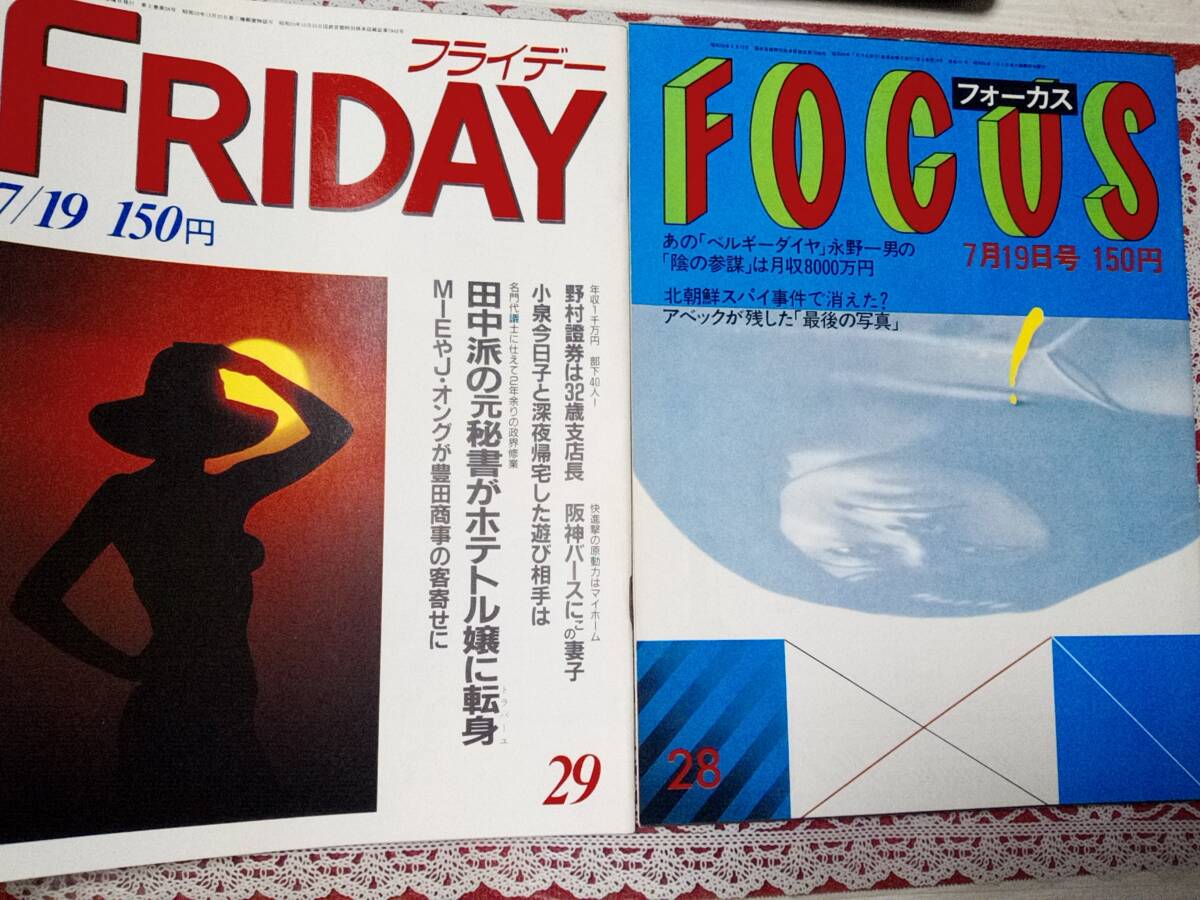 フライデー
FRIDAY
7/19 150円
年収1千万円 部下40人!
野村證券は32歳支店長
快進撃の原動力はマイホーム
阪神バースにこの妻子
小泉今日子と深夜帰宅した遊び相手は
名門代議士に仕えて2年余りの政界修業
田中派の元秘書がホテトル嬢に転身
トラバーユ
MIEやJ・オングが豊田商事の客寄せに
29
FOCUS
フォーカス
あの「ベルギーダイヤ」永野一男の
「陰の参謀」は月収8000万円
7月19日号 150円
北朝鮮スパイ事件で消えた?
アベックが残した「最後の写真」
!
28